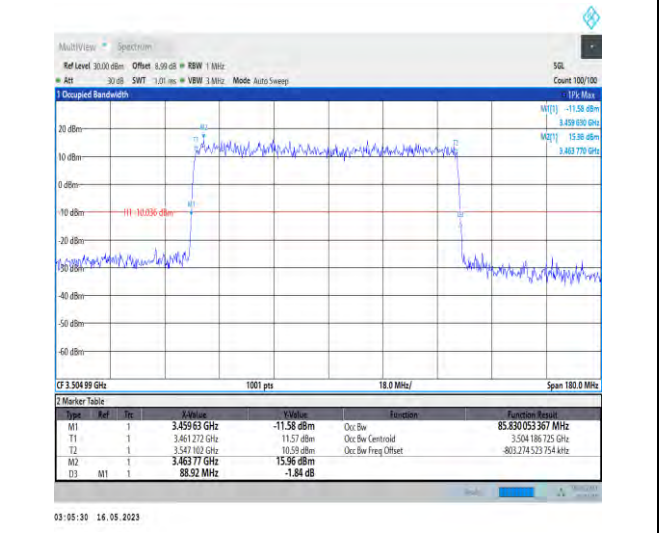 MultiView Spectrum
Ref Level 30.00 dBm Offset 8.99 dB RBW 1 MHz SGL
Att 30 dB SWT 1.01 ms VBW 3 MHz Mode Auto Sweep Count 100/100
1 Occupied Bandwidth 1Pk Max
M1[1] -11.58 dBm
3.459 630 GHz
M2[1] 15.96 dBm
3.463 770 GHz
20 dBm
M2
T1
T2
10 dBm
0 dBm
M1
-10 dBm
H1 -10.036 dBm
-20 dBm
-30 dBm
-40 dBm
-50 dBm
-60 dBm
CF 3.504 99 GHz 1001 pts 18.0 MHz/ Span 180.0 MHz
2 Marker Table
Type Ref Trc X-Value Y-Value Function Function Result
M1 1 3.459 63 GHz -11.58 dBm Occ Bw 85.830 053 367 MHz
T1 1 3.461 272 GHz 11.57 dBm Occ Bw Centroid 3.504 186 725 GHz
T2 1 3.547 102 GHz 10.59 dBm Occ Bw Freq Offset -803.274 523 754 kHz
M2 1 3.463 77 GHz 15.96 dBm
D3 M1 1 88.92 MHz -1.84 dB
03:05:30 16.05.2023